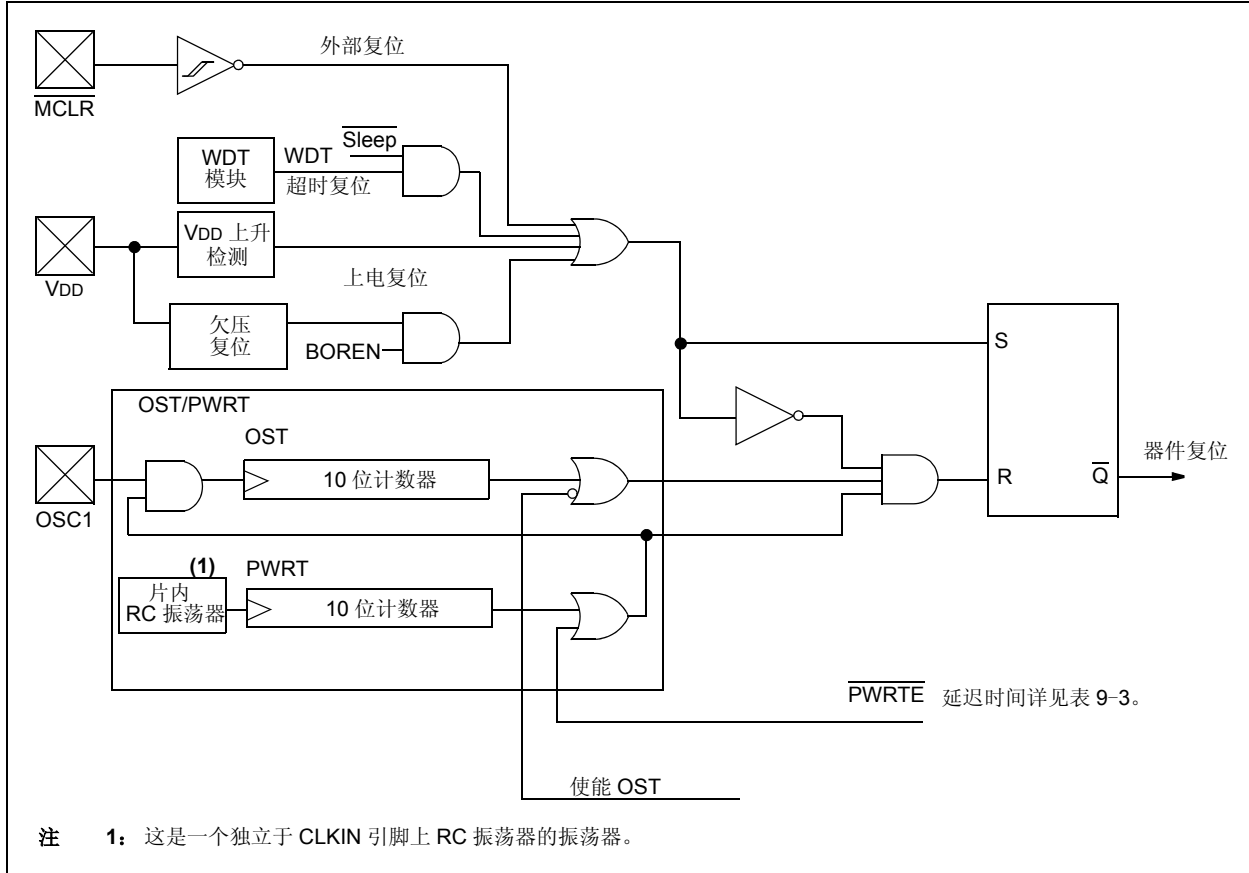 外部复位
MCLR
Sleep
WDT
模块
WDT
超时复位
VDD 上升
检测
VDD
上电复位
欠压
复位
BOREN
S
OST/PWRT
OST
10 位计数器
OSC1
R
Q
器件复位
(1)
PWRT
片内
RC 振荡器
10 位计数器
PWRTE 延迟时间详见表 9-3。
使能 OST
注 1: 这是一个独立于 CLKIN 引脚上 RC 振荡器的振荡器。